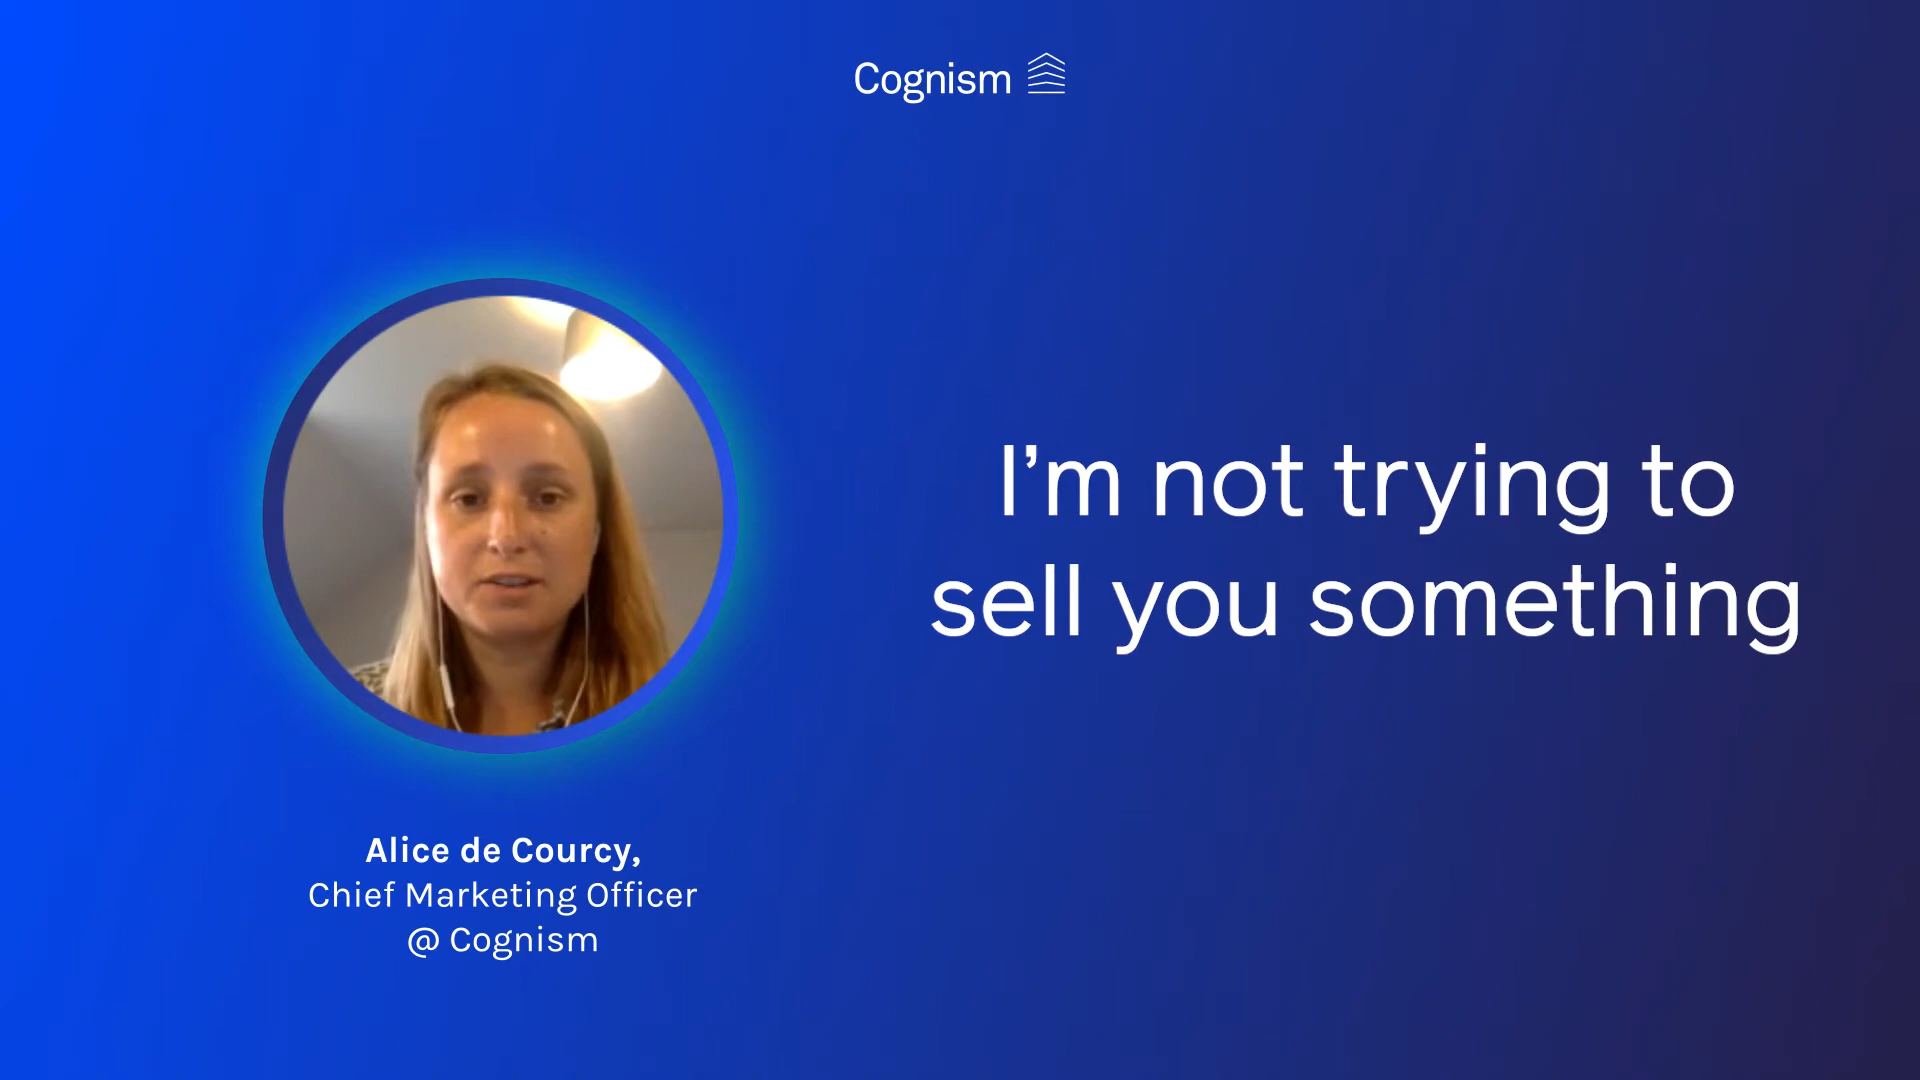 Cognism
I’m not trying to
sell you something
Alice de Courcy,
Chief Marketing Officer
@ Cognism